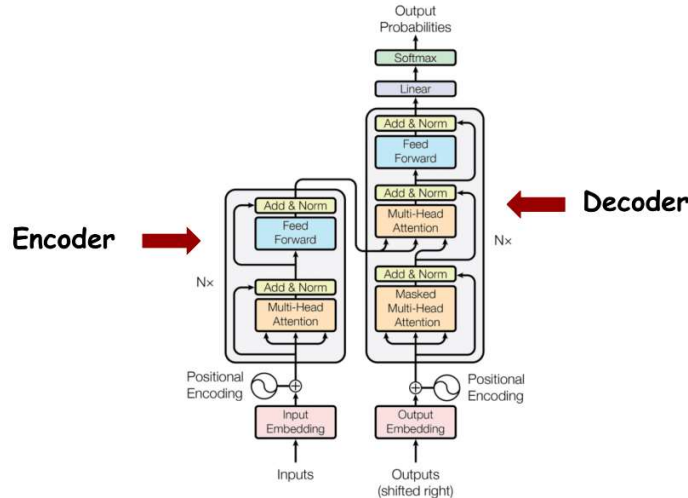 Output
Probabilities
Softmax
Linear
Add & Norm
Feed
Forward
Add & Norm
Multi-Head
Attention
Decoder
N×
Add & Norm
Masked
Multi-Head
Attention
Encoder
Add & Norm
Feed
Forward
N×
Add & Norm
Multi-Head
Attention
Positional
Encoding
Positional
Encoding
Input
Embedding
Output
Embedding
Inputs
Outputs
(shifted right)